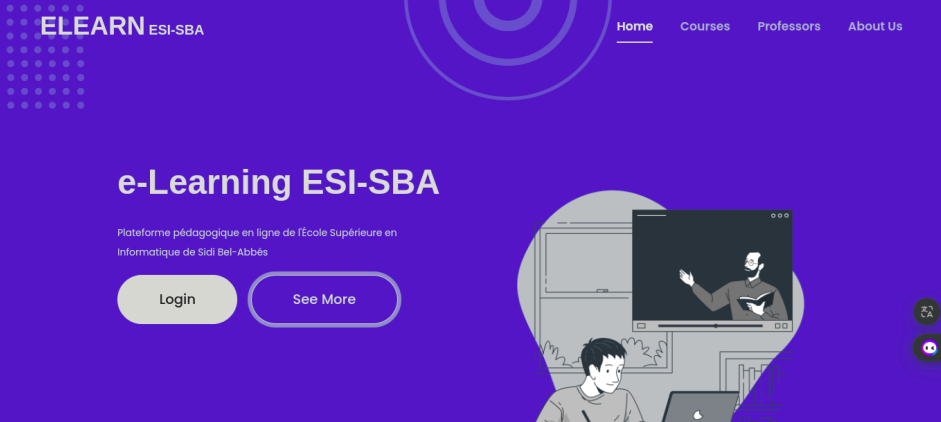 ELEARN ESI-SBA
Home Courses Professors About Us
e-Learning ESI-SBA
Plateforme pédagogique en ligne de l'École Supérieure en
Informatique de Sidi Bel-Abbés
Login
See More